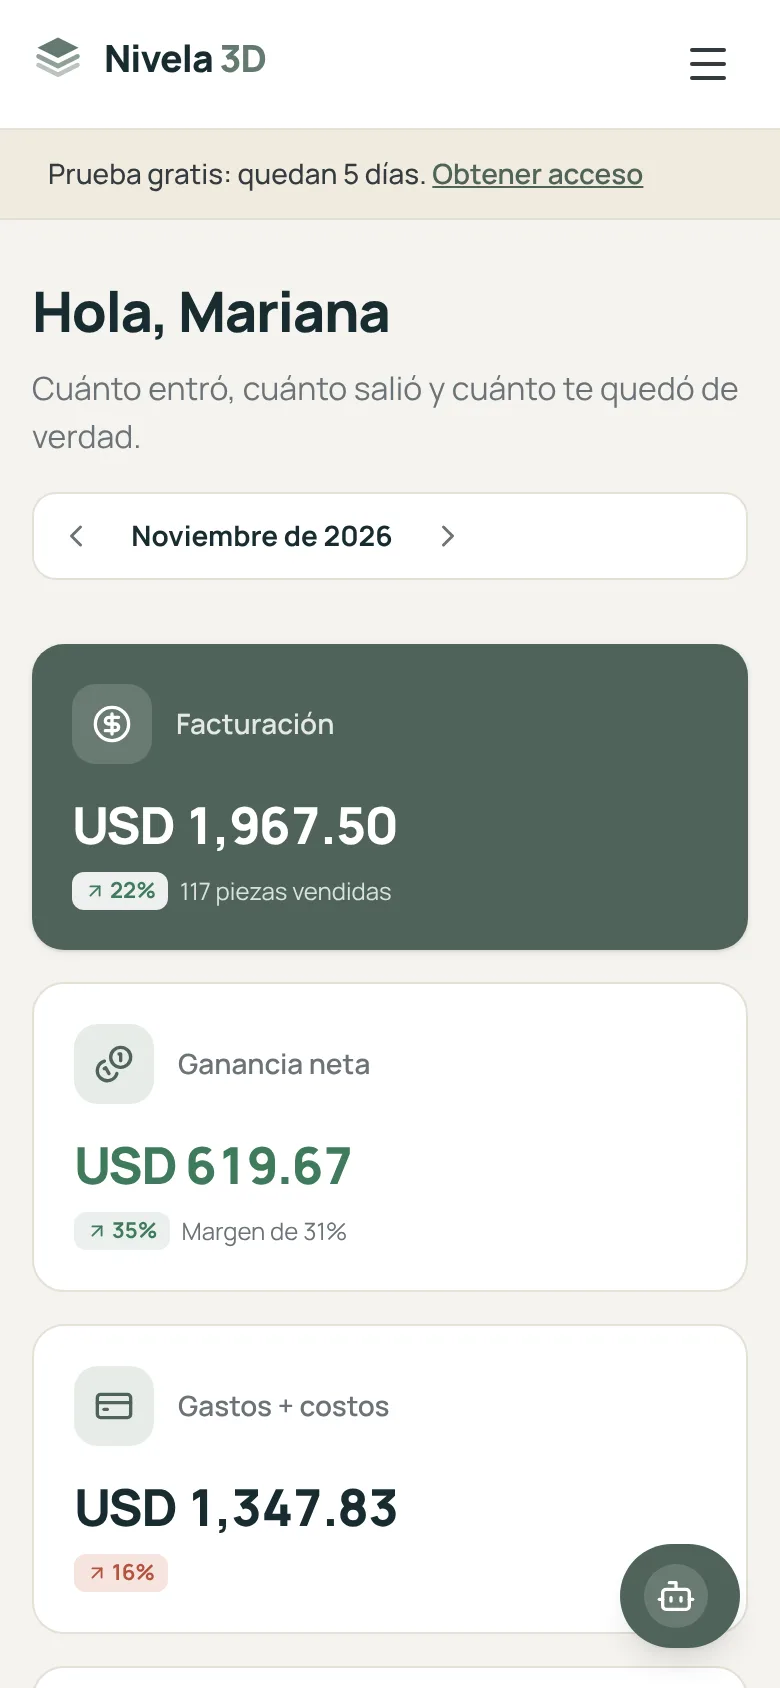 Nivela 3D
Prueba gratis: quedan 5 días. Obtener acceso
Hola, Mariana
Cuánto entró, cuánto salió y cuánto te quedó de
verdad.
Noviembre de 2026
Facturación
USD 1,967.50
22% 117 piezas vendidas
Ganancia neta
USD 619.67
35% Margen de 31%
Gastos + costos
USD 1,347.83
16%